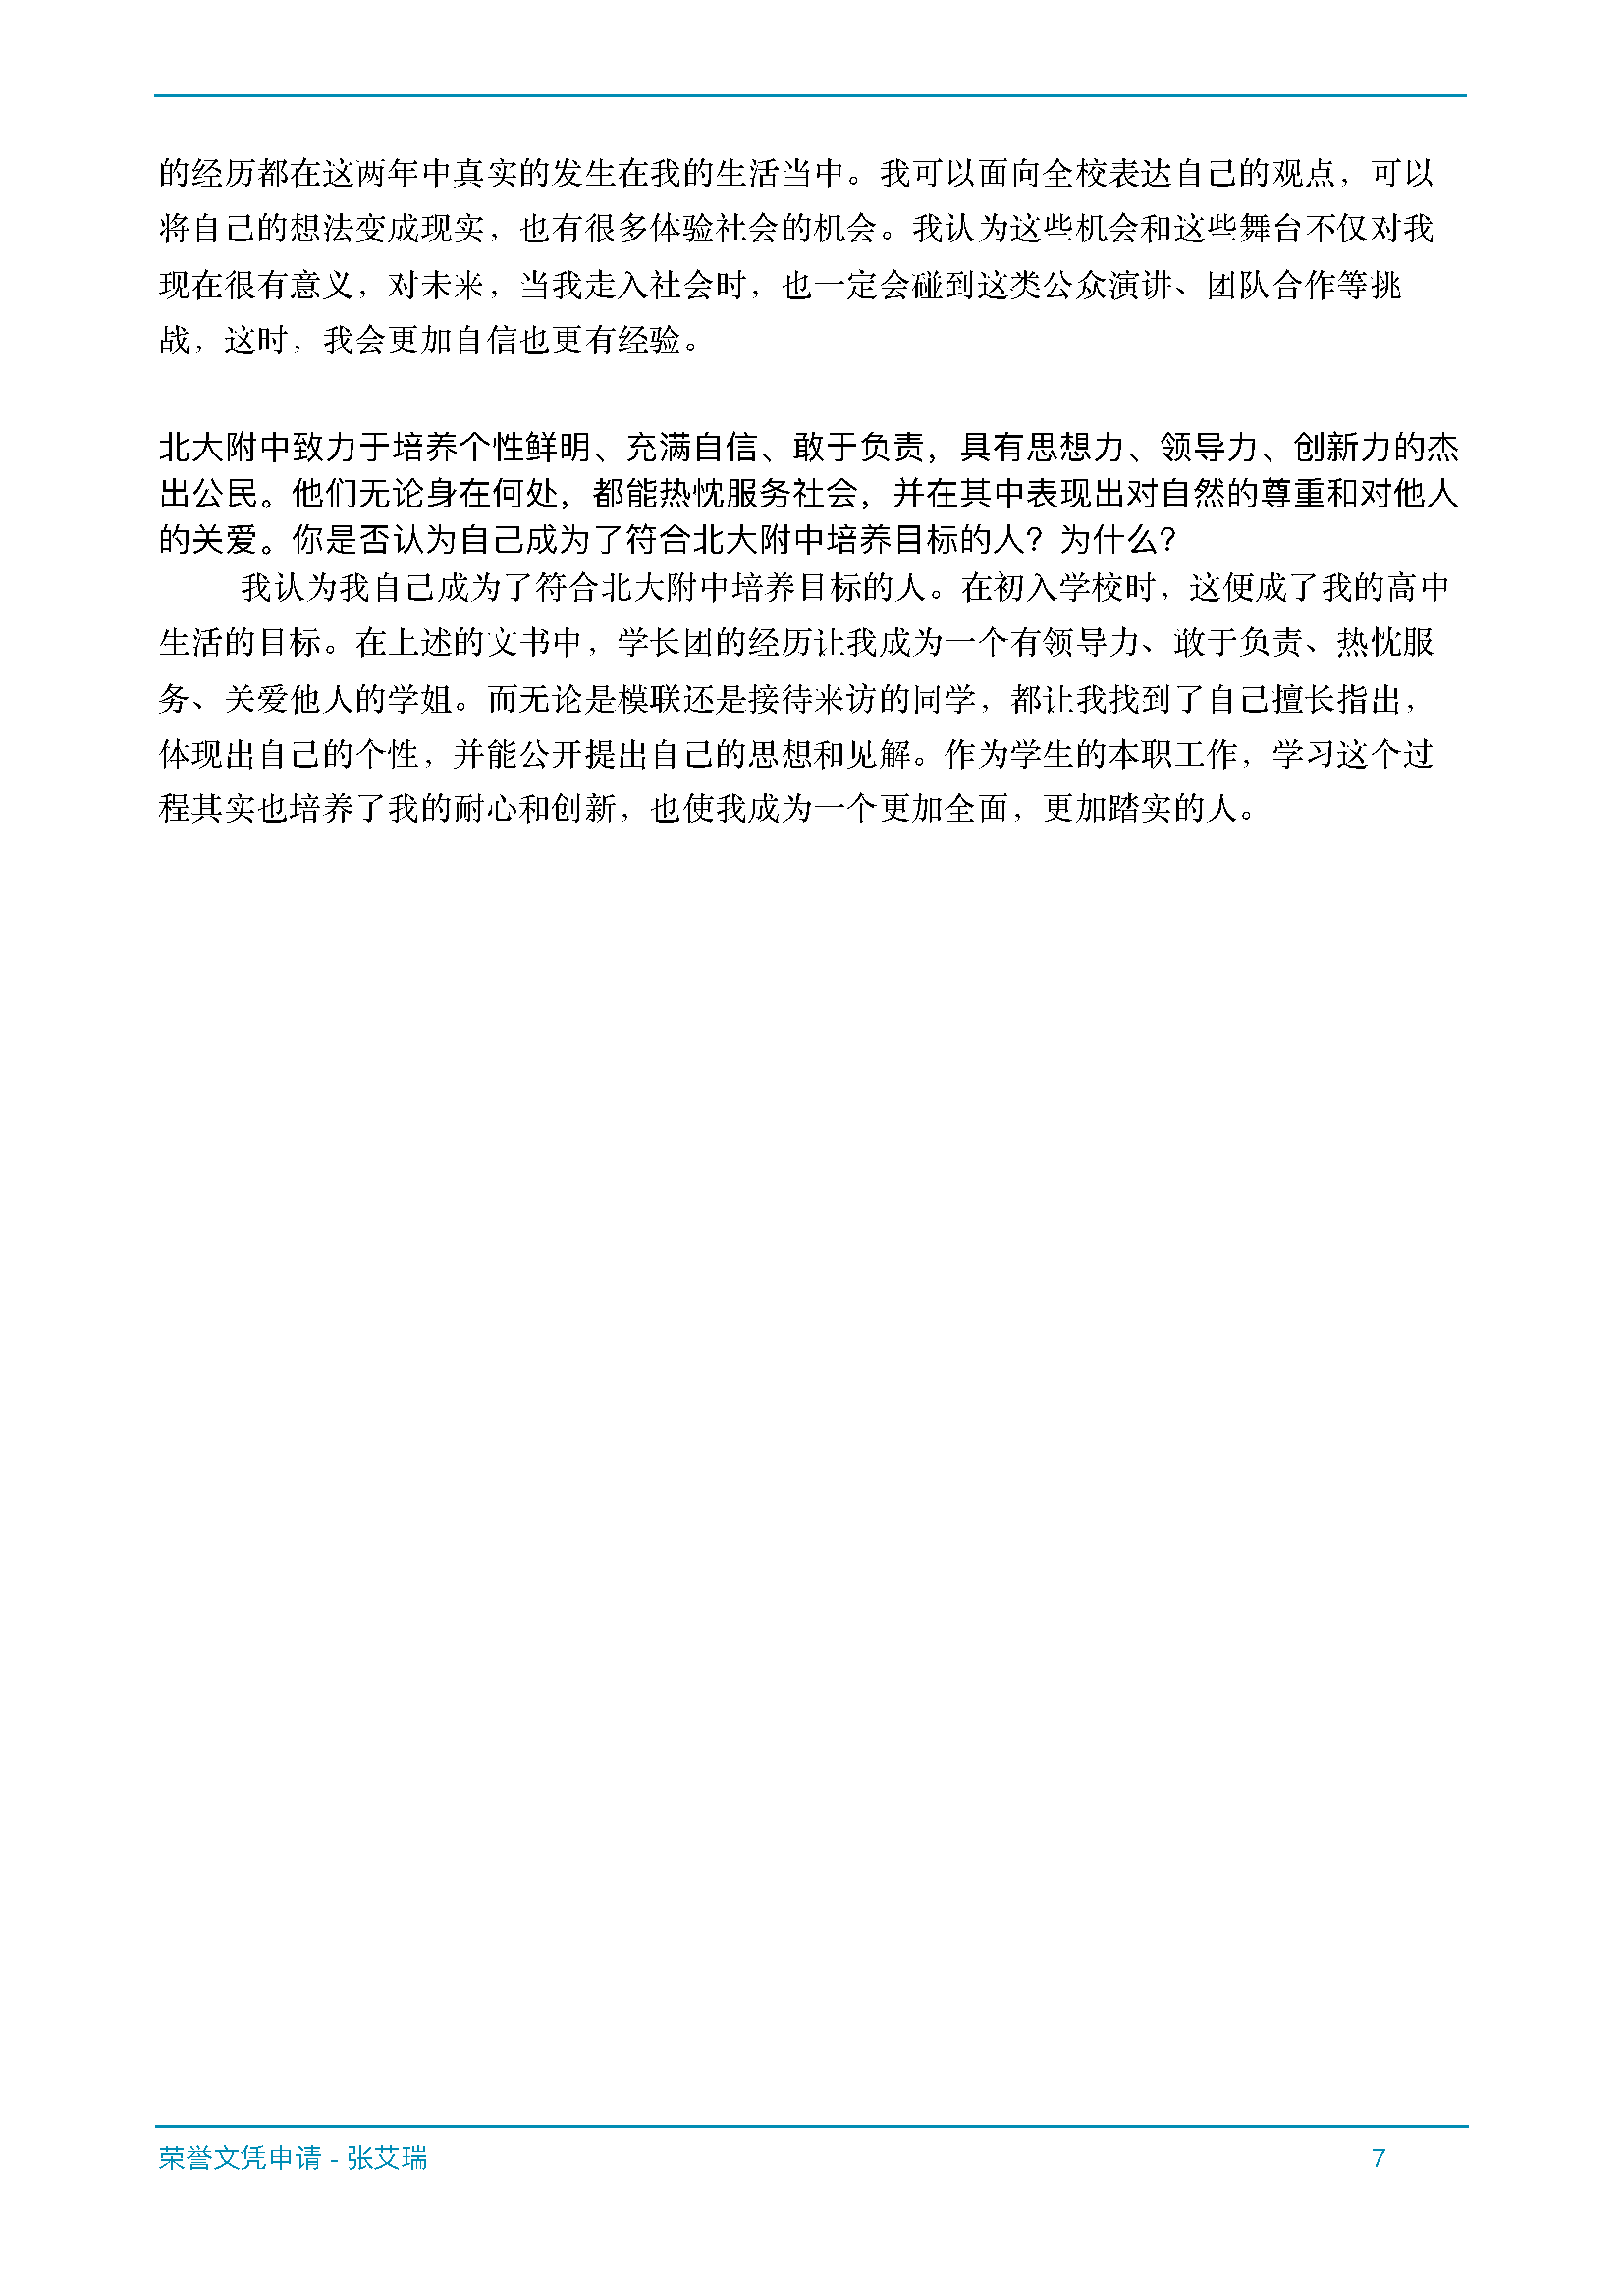 的经历都在这两年中真实的发生在我的生活当中。我可以面向全校表达自己的观点，可以
将自己的想法变成现实，也有很多体验社会的机会。我认为这些机会和这些舞台不仅对我
现在很有意义，对未来，当我走入社会时，也一定会碰到这类公众演讲、团队合作等挑
战，这时，我会更加自信也更有经验。
北大附中致力于培养个性鲜明、充满自信、敢于负责，具有思想力、领导力、创新力的杰
出公民。他们无论身在何处，都能热忱服务社会，并在其中表现出对自然的尊重和对他人
的关爱。你是否认为自己成为了符合北大附中培养目标的人？为什么？
我认为我自己成为了符合北大附中培养目标的人。在初入学校时，这便成了我的高中
生活的目标。在上述的文书中，学长团的经历让我成为一个有领导力、敢于负责、热忱服
务、关爱他人的学姐。而无论是模联还是接待来访的同学，都让我找到了自己擅长指出，
体现出自己的个性，并能公开提出自己的思想和见解。作为学生的本职工作，学习这个过
程其实也培养了我的耐心和创新，也使我成为一个更加全面，更加踏实的人。
荣誉文凭申请 - 张艾瑞 7